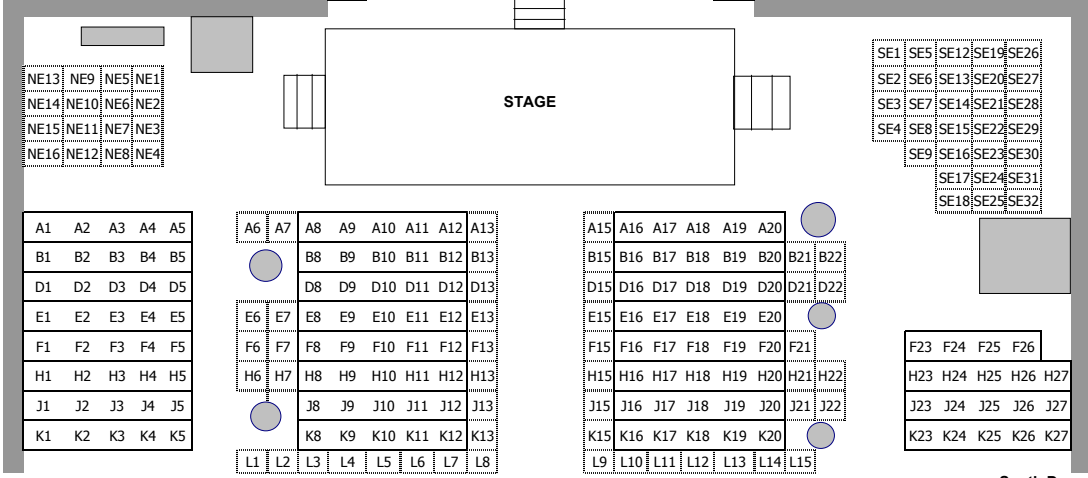 SE1 SE5 SE12 SE19 SE26
NE13 NE9 NE5 NE1 SE2 SE6 SE13 SE20 SE27
NE14 NE10 NE6 NE2 STAGE SE3 SE7 SE14 SE21 SE28
NE15 NE11 NE7 NE3 SE4 SE8 SE15 SE22 SE29
NE16 NE12 NE8 NE4 SE9 SE16 SE23 SE30
SE17 SE24 SE31
SE18 SE25 SE32
A1 A2 A3 A4 A5 A6 A7 A8 A9 A10 A11 A12 A13 A15 A16 A17 A18 A19 A20
B1 B2 B3 B4 B5 B8 B9 B10 B11 B12 B13 B15 B16 B17 B18 B19 B20 B21 B22
D1 D2 D3 D4 D5 D8 D9 D10 D11 D12 D13 D15 D16 D17 D18 D19 D20 D21 D22
E1 E2 E3 E4 E5 E6 E7 E8 E9 E10 E11 E12 E13 E15 E16 E17 E18 E19 E20
F1 F2 F3 F4 F5 F6 F7 F8 F9 F10 F11 F12 F13 F15 F16 F17 F18 F19 F20 F21 F23 F24 F25 F26
H1 H2 H3 H4 H5 H6 H7 H8 H9 H10 H11 H12 H13 H15 H16 H17 H18 H19 H20 H21 H22 H23 H24 H25 H26 H27
J1 J2 J3 J4 J5 J8 J9 J10 J11 J12 J13 J15 J16 J17 J18 J19 J20 J21 J22 J23 J24 J25 J26 J27
K1 K2 K3 K4 K5 K8 K9 K10 K11 K12 K13 K15 K16 K17 K18 K19 K20 K23 K24 K25 K26 K27
L1 L2 L3 L4 L5 L6 L7 L8 L9 L10 L11 L12 L13 L14 L15